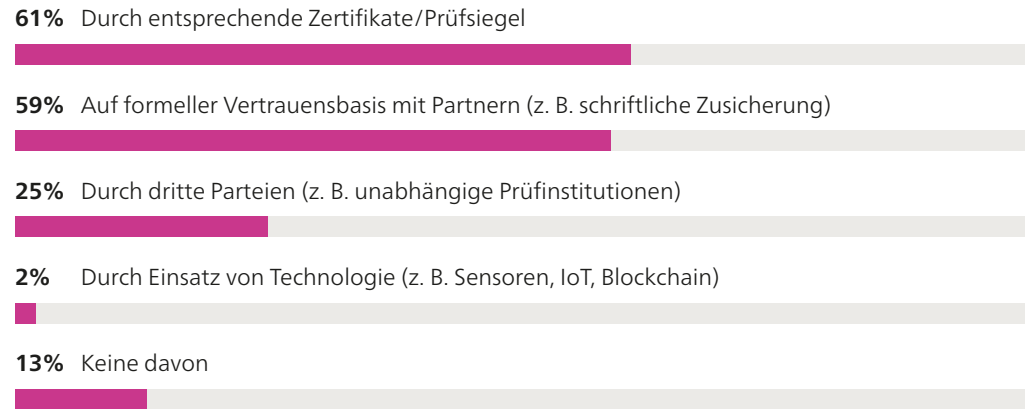 61% Durch entsprechende Zertifikate/Prüfsiegel
59% Auf formeller Vertrauensbasis mit Partnern (z. B. schriftliche Zusicherung)
25% Durch dritte Parteien (z. B. unabhängige Prüfinstitutionen)
2% Durch Einsatz von Technologie (z. B. Sensoren, IoT, Blockchain)
13% Keine davon